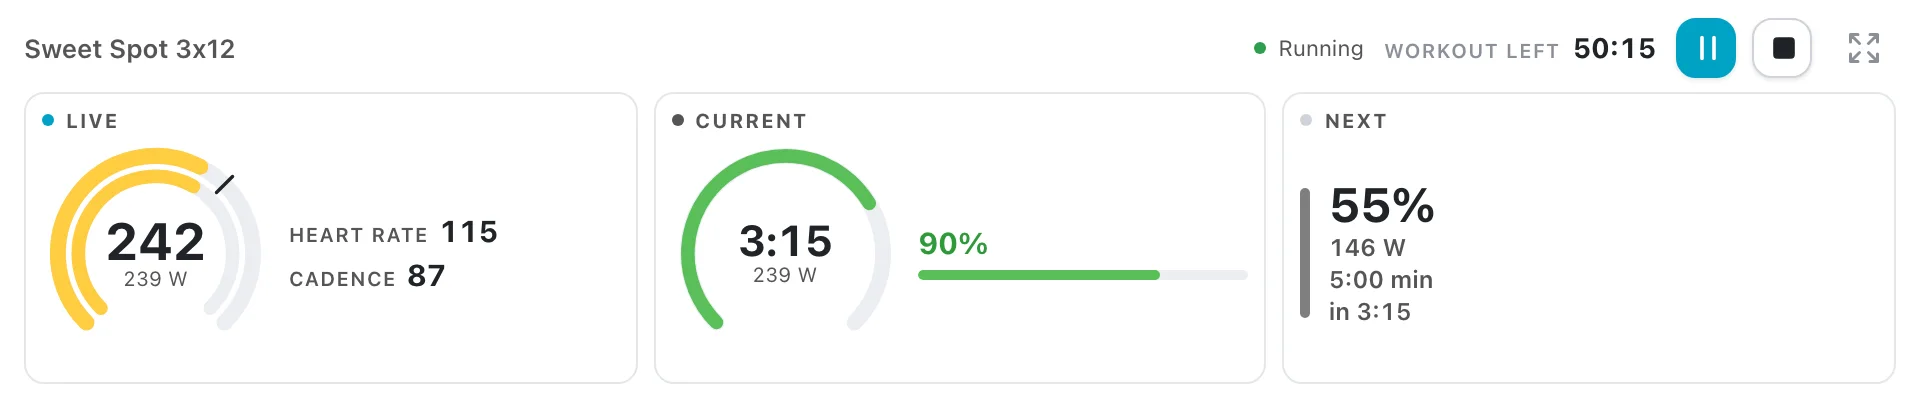 Sweet Spot 3x12
Running WORKOUT LEFT 50:15
LIVE
242
239 W
HEART RATE 115
CADENCE 87
CURRENT
3:15
239 W
90%
NEXT
55%
146 W
5:00 min
in 3:15